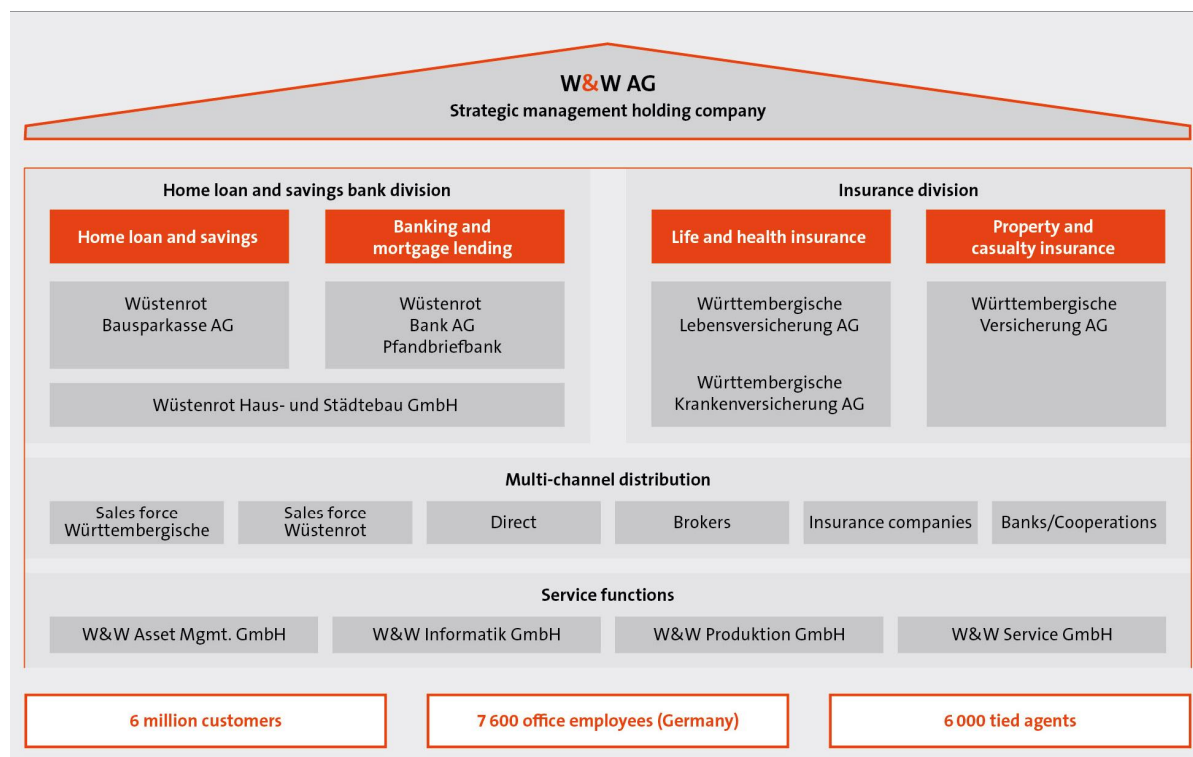 W&W AG
Strategic management holding company
Home loan and savings bank division
Home loan and savings
Banking and
mortgage lending
Wüstenrot
Bausparkasse AG
Wüstenrot
Bank AG
Pfandbriefbank
Wüstenrot Haus- und Städtebau GmbH
Insurance division
Life and health insurance
Property and
casualty insurance
Württembergische
Lebensversicherung AG
Württembergische
Krankenversicherung AG
Württembergische
Versicherung AG
Multi-channel distribution
Sales force
Württembergische
Sales force
Wüstenrot
Direct
Brokers
Insurance companies
Banks/Cooperations
Service functions
W&W Asset Mgmt. GmbH
W&W Informatik GmbH
W&W Produktion GmbH
W&W Service GmbH
6 million customers
7 600 office employees (Germany)
6 000 tied agents